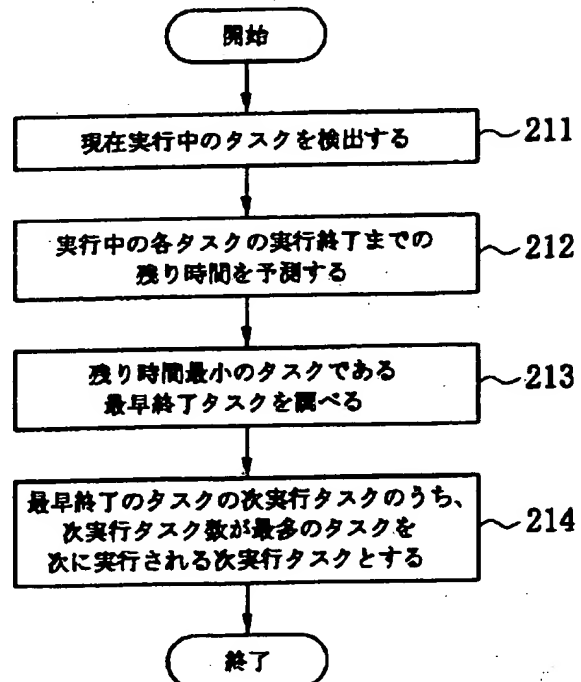 開始
現在実行中のタスクを検出する
211
実行中の各タスクの実行終了までの
残り時間を予測する
212
残り時間最小のタスクである
最早終了タスクを調べる
213
最早終了のタスクの次実行タスクのうち、
次実行タスク数が最多のタスクを
次に実行される次実行タスクとする
214
終了